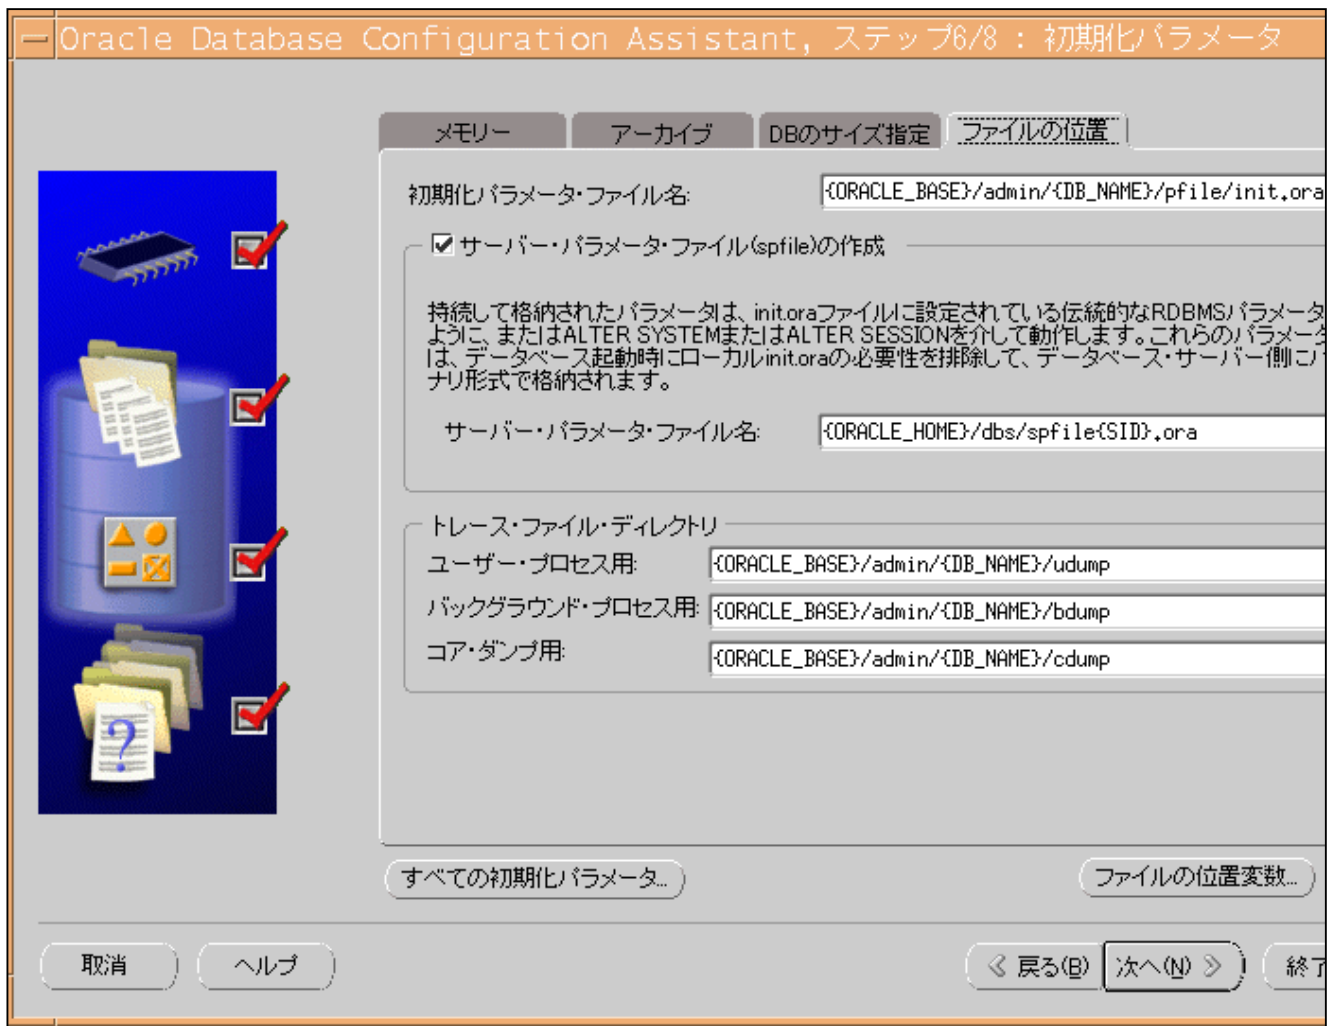 Oracle Database Configuration Assistant, ステップ6/8 : 初期化パラメータ
メモリー
アーカイブ
DBのサイズ指定
ファイルの位置
初期化パラメータ・ファイル名:
{ORACLE_BASE}/admin/{DB_NAME}/pfile/init.ora
サーバー・パラメータ・ファイル(spfile)の作成
持続して格納されたパラメータは、init.oraファイルに設定されている伝統的なRDBMSパラメータ
ように、またはALTER SYSTEMまたはALTER SESSIONを介して動作します。これらのパラメータ
は、データベース起動時にローカルinit.oraの必要性を排除して、データベース・サーバー側に
ナリ形式で格納されます。
サーバー・パラメータ・ファイル名:
{ORACLE_HOME}/dbs/spfile{SID}.ora
トレース・ファイル・ディレクトリ
ユーザー・プロセス用:
{ORACLE_BASE}/admin/{DB_NAME}/udump
バックグラウンド・プロセス用:
{ORACLE_BASE}/admin/{DB_NAME}/bdump
コア・ダンプ用:
{ORACLE_BASE}/admin/{DB_NAME}/cdump
?
すべての初期化パラメータ...
ファイルの位置変数...
取消
ヘルプ
戻る(B)
次へ(N)
終了